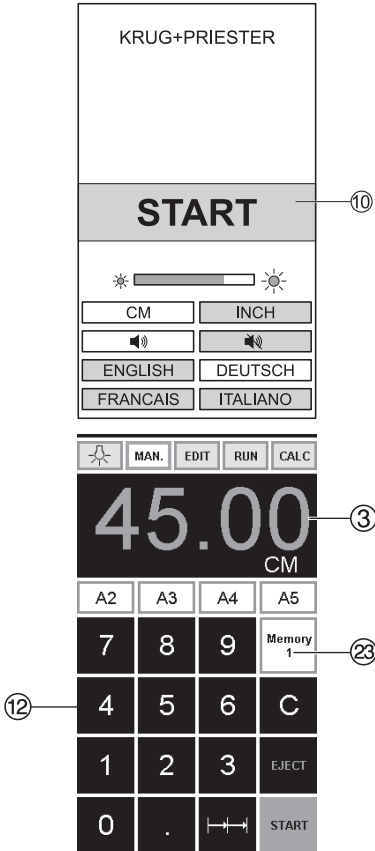 KRUG+PRIESTER
START ⑩
CM INCH
ENGLISH DEUTSCH
FRANCAIS ITALIANO
MAN. EDIT RUN CALC
45.00 ③
CM
A2 A3 A4 A5
7 8 9 Memory
1 ㉓
⑫ 4 5 6 C
1 2 3 EJECT
0 . START